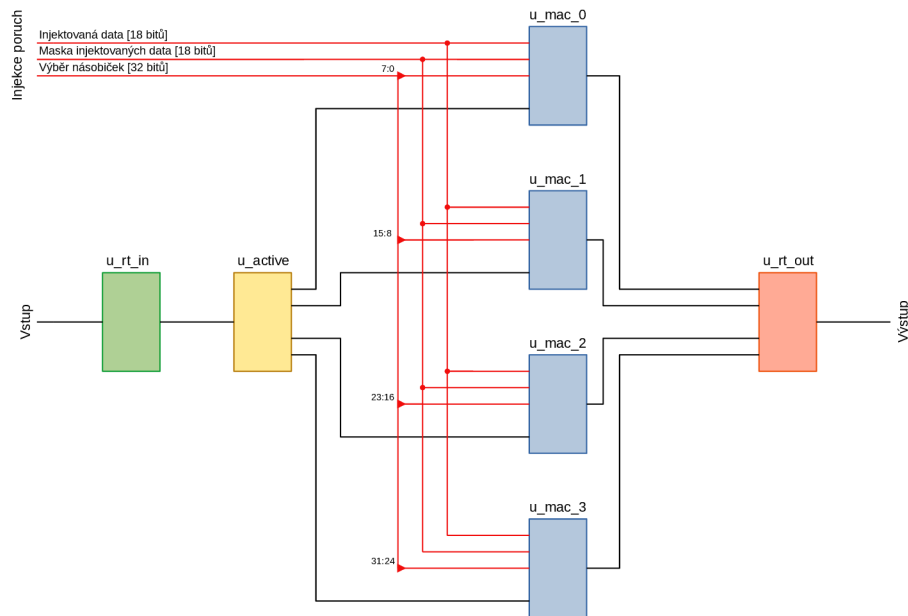 u_mac_0
Injekce poruch
Injektovaná data [18 bitů]
Maska injektovaných data [18 bitů]
Výběr násobiček [32 bitů]
7:0
u_mac_1
15:8
u_rt_in
u_active
u_rt_out
Vstup
Výstup
u_mac_2
23:16
u_mac_3
31:24